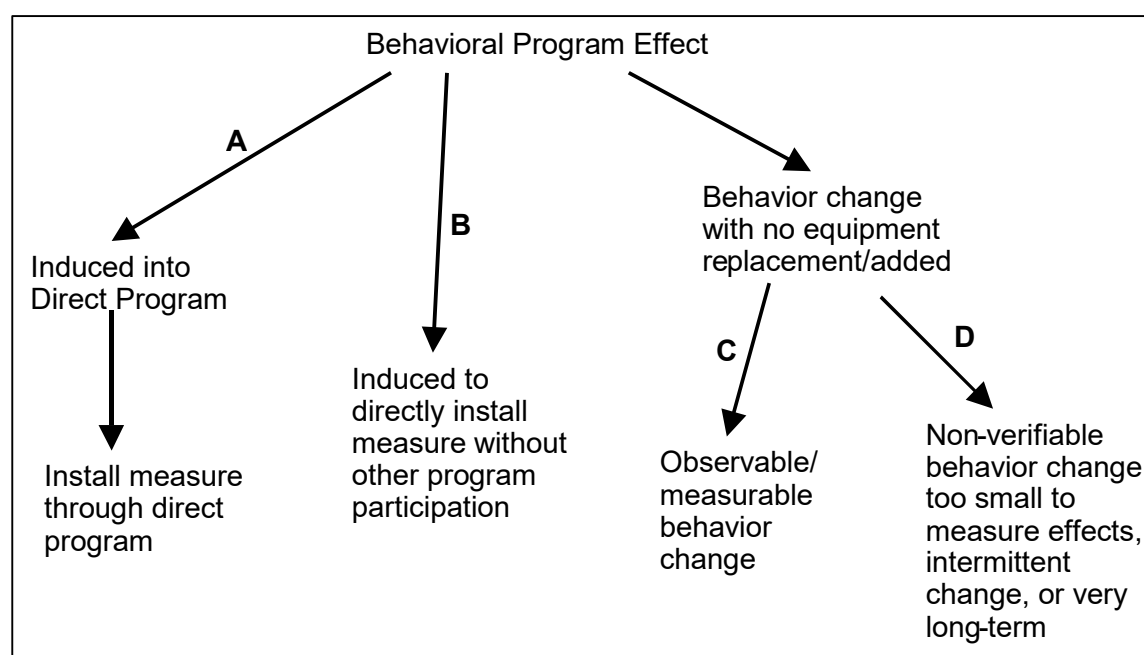 Behavioral Program Effect
A
B
Behavior change
with no equipment
replacement/added
Induced into
Direct Program
C
D
Induced to
directly install
measure without
other program
participation
Install measure
through direct
program
Observable/
measurable
behavior
change
Non-verifiable
behavior change
too small to
measure effects,
intermittent
change, or very
long-term